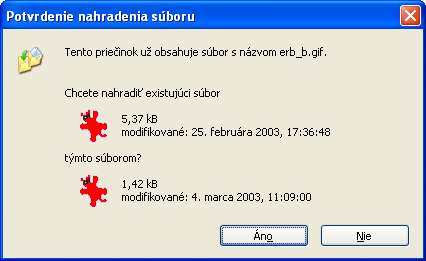 Potvrdenie nahradenia súboru
Tento priečinok už obsahuje súbor s názvom erb_b.gif.
Chcete nahradiť existujúci súbor
5,37 kB
modifikované: 25. februára 2003, 17:36:48
týmto súborom?
1,42 kB
modifikované: 4. marca 2003, 11:09:00
Áno Nie